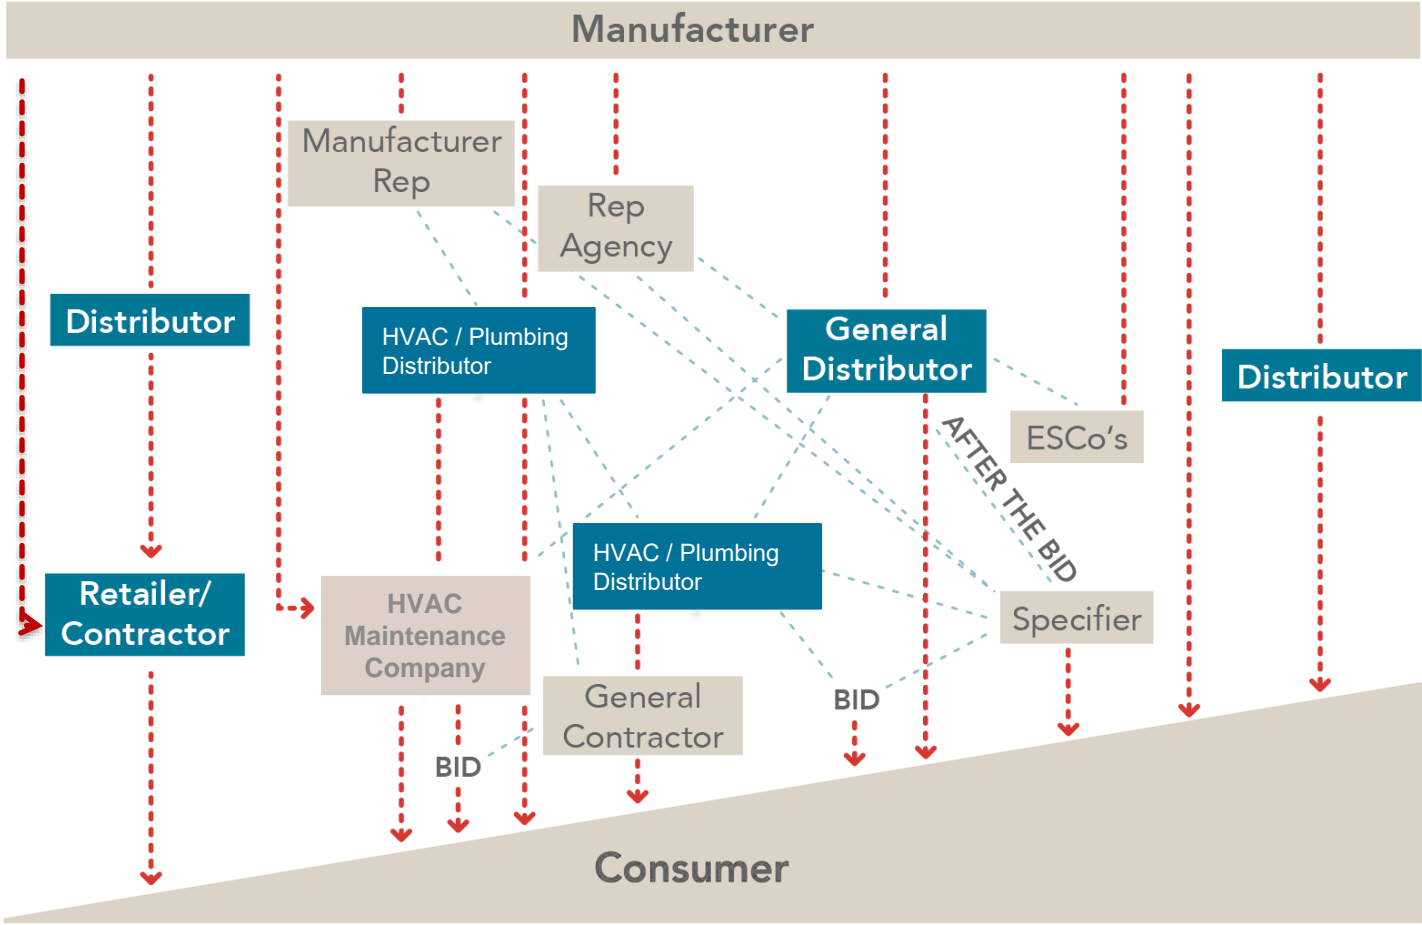 Manufacturer
Manufacturer
Rep
Rep
Agency
Distributor
HVAC / Plumbing
Distributor
General
Distributor
Distributor
ESCo's
AFTER THE BID
HVAC / Plumbing
Distributor
Retailer/
Contractor
HVAC
Maintenance
Company
Specifier
General
Contractor
BID
BID
Consumer